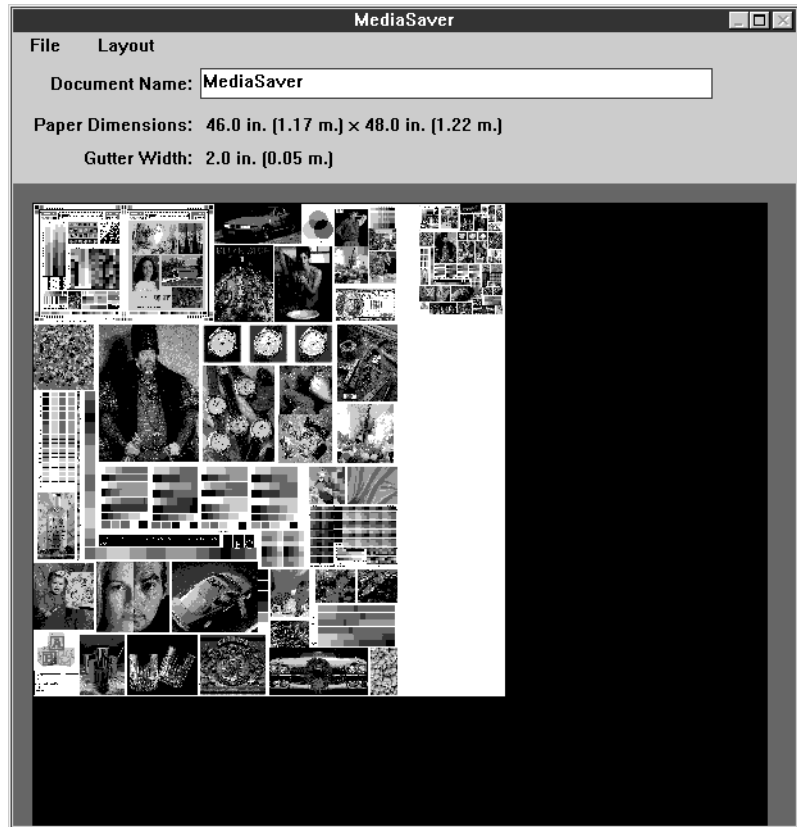 MediaSaver
File Layout
Document Name: MediaSaver
Paper Dimensions: 46.0 in. (1.17 m.) × 48.0 in. (1.22 m.)
Gutter Width: 2.0 in. (0.05 m.)